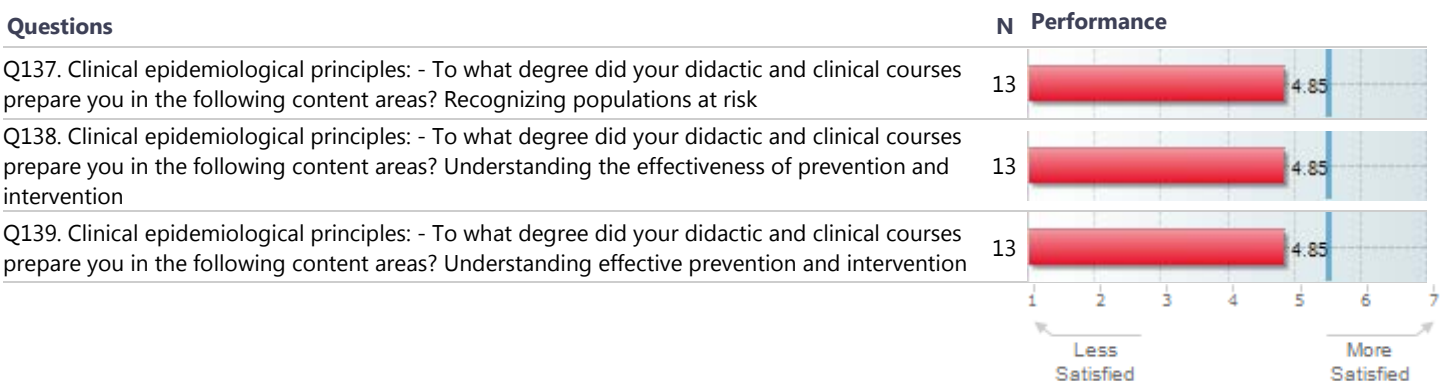 Questions N Performance
Q137. Clinical epidemiological principles: - To what degree did your didactic and clinical courses
prepare you in the following content areas? Recognizing populations at risk
13
4.85
Q138. Clinical epidemiological principles: - To what degree did your didactic and clinical courses
prepare you in the following content areas? Understanding the effectiveness of prevention and
intervention
13
4.85
Q139. Clinical epidemiological principles: - To what degree did your didactic and clinical courses
prepare you in the following content areas? Understanding effective prevention and intervention
13
4.85
1 2 3 4 5 6 7
Less
Satisfied
More
Satisfied